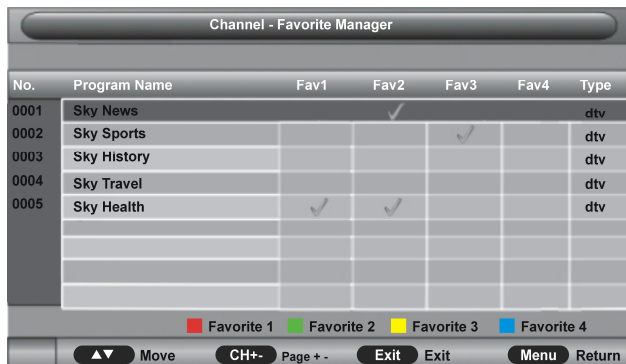 Channel - Favorite Manager
No. Program Name Fav1 Fav2 Fav3 Fav4 Type
0001 Sky News dtv
0002 Sky Sports dtv
0003 Sky History dtv
0004 Sky Travel dtv
0005 Sky Health dtv
Favorite 1 Favorite 2 Favorite 3 Favorite 4
▲▼ Move CH+- Page + - Exit Exit Menu Return